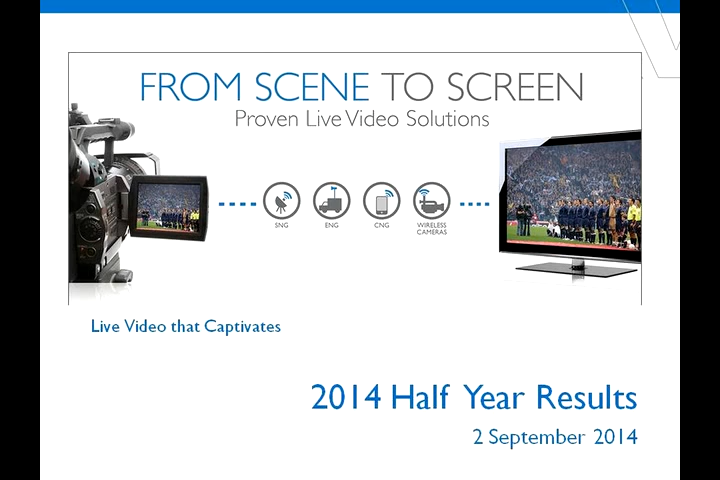 FROM SCENE TO SCREEN
Proven Live Video Solutions
SNG
ENG
CNG
WIRELESS
CAMERAS
Live Video that Captivates
2014 Half Year Results
2 September 2014